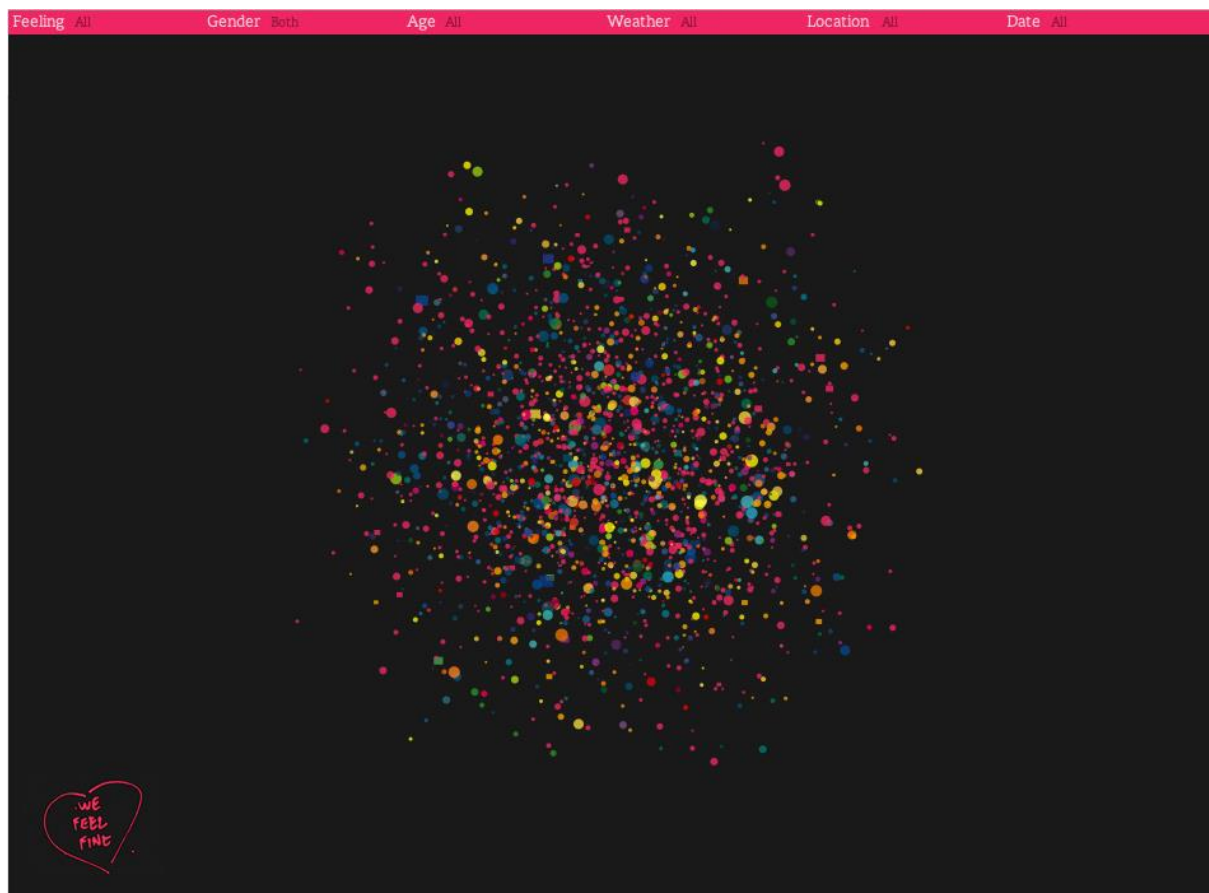 Feeling All Gender Both Age All Weather All Location All Date All
WE
FEEL
FINE